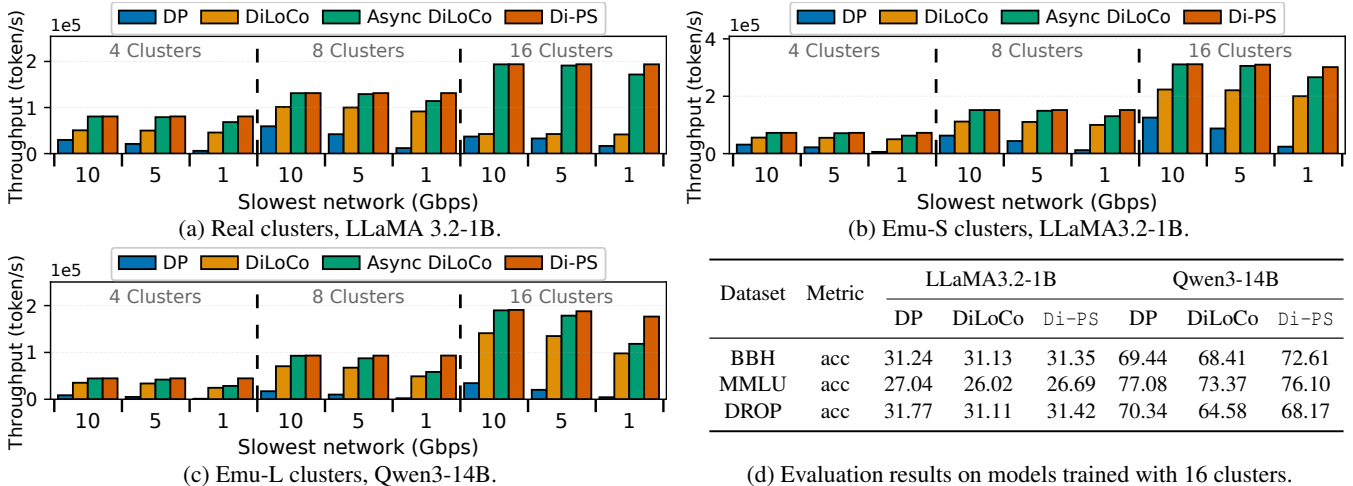 1e5
DP DiLoCo Async DiLoCo Di-PS
4 Clusters 8 Clusters 16 Clusters
Throughput (token/s)
2
1
0
10 5 1 10 5 1 10 5 1
Slowest network (Gbps)
(a) Real clusters, LLaMA 3.2-1B.
1e5
DP DiLoCo Async DiLoCo Di-PS
4 Clusters 8 Clusters 16 Clusters
Throughput (token/s)
4
2
0
10 5 1 10 5 1 10 5 1
Slowest network (Gbps)
(b) Emu-S clusters, LLaMA3.2-1B.
1e5
DP DiLoCo Async DiLoCo Di-PS
4 Clusters 8 Clusters 16 Clusters
Throughput (token/s)
2
1
0
10 5 1 10 5 1 10 5 1
Slowest network (Gbps)
(c) Emu-L clusters, Qwen3-14B.
Dataset Metric LLaMA3.2-1B Qwen3-14B
DP DiLoCo Di-PS DP DiLoCo Di-PS
BBH acc 31.24 31.13 31.35 69.44 68.41 72.61
MMLU acc 27.04 26.02 26.69 77.08 73.37 76.10
DROP acc 31.77 31.11 31.42 70.34 64.58 68.17
(d) Evaluation results on models trained with 16 clusters.